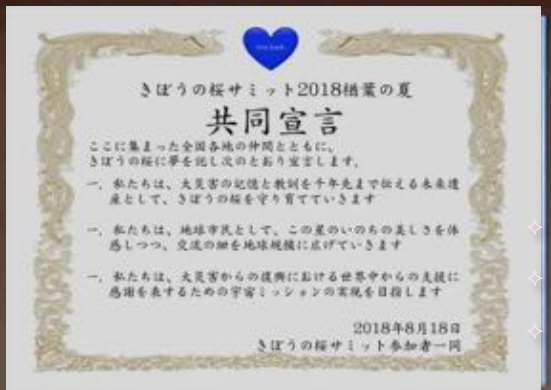 きぼうの桜サミット2018楢葉の夏
共同宣言
ここに集まった全国各地の仲間とともに、
きぼうの桜に夢を託し次のとおり宣言します。
一、私たちは、大災害の記憶と教訓を千年先まで伝える未来遺
産として、きぼうの桜を守り育てていきます
一、私たちは、地球市民として、この星のいのちの美しさを体
感しつつ、交流の細を地球規模に広げていきます
一、私たちは、大災害からの復興における世界中からの支援に
感謝を表するための宇宙ミッションの実現を目指します
2018年8月18日
きぼうの桜サミット参加者一同